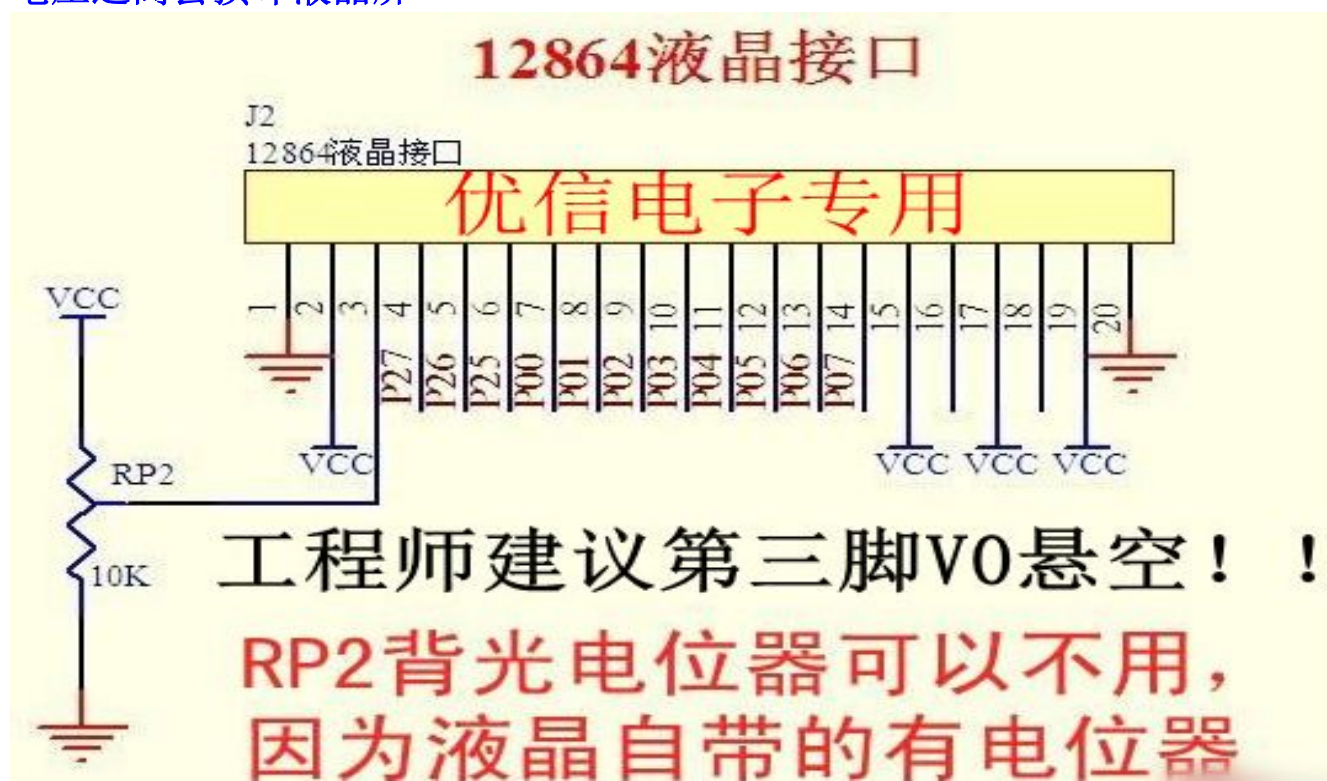 12864液晶接口
J2
12864液晶接口
优信电子专用
VCC
1 2 3 4 5 6 7 8 9 10 11 12 13 14 15 16 17 18 19 20
P27 P26 P25 P00 P01 P02 P03 P04 P05 P06 P07
RP2
VCC VCC VCC VCC
10K
工程师建议第三脚V0悬空！！
RP2背光电位器可以不用，
因为液晶自带的有电位器